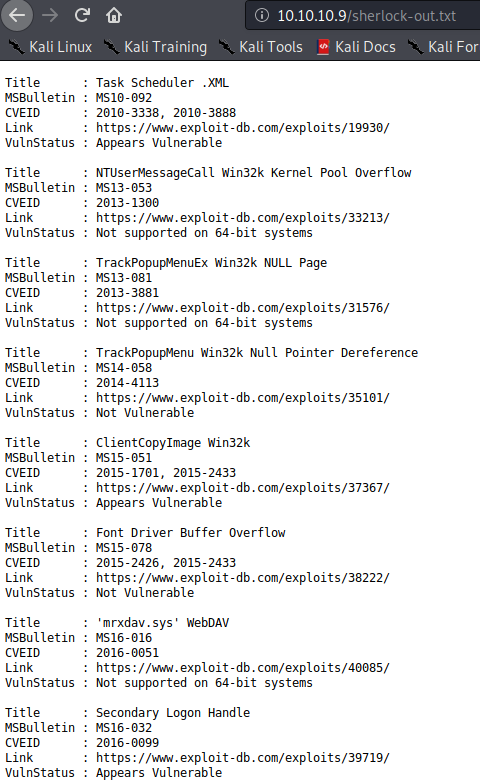 10.10.10.9/sherlock-out.txt
Kali Linux Kali Training Kali Tools Kali Docs Kali For
Title : Task Scheduler .XML
MSBulletin : MS10-092
CVEID : 2010-3338, 2010-3888
Link : https://www.exploit-db.com/exploits/19930/
VulnStatus : Appears Vulnerable
Title : NTUserMessageCall Win32k Kernel Pool Overflow
MSBulletin : MS13-053
CVEID : 2013-1300
Link : https://www.exploit-db.com/exploits/33213/
VulnStatus : Not supported on 64-bit systems
Title : TrackPopupMenuEx Win32k NULL Page
MSBulletin : MS13-081
CVEID : 2013-3881
Link : https://www.exploit-db.com/exploits/31576/
VulnStatus : Not supported on 64-bit systems
Title : TrackPopupMenu Win32k Null Pointer Dereference
MSBulletin : MS14-058
CVEID : 2014-4113
Link : https://www.exploit-db.com/exploits/35101/
VulnStatus : Not Vulnerable
Title : ClientCopyImage Win32k
MSBulletin : MS15-051
CVEID : 2015-1701, 2015-2433
Link : https://www.exploit-db.com/exploits/37367/
VulnStatus : Appears Vulnerable
Title : Font Driver Buffer Overflow
MSBulletin : MS15-078
CVEID : 2015-2426, 2015-2433
Link : https://www.exploit-db.com/exploits/38222/
VulnStatus : Not Vulnerable
Title : 'mrxdav.sys' WebDAV
MSBulletin : MS16-016
CVEID : 2016-0051
Link : https://www.exploit-db.com/exploits/40085/
VulnStatus : Not supported on 64-bit systems
Title : Secondary Logon Handle
MSBulletin : MS16-032
CVEID : 2016-0099
Link : https://www.exploit-db.com/exploits/39719/
VulnStatus : Appears Vulnerable